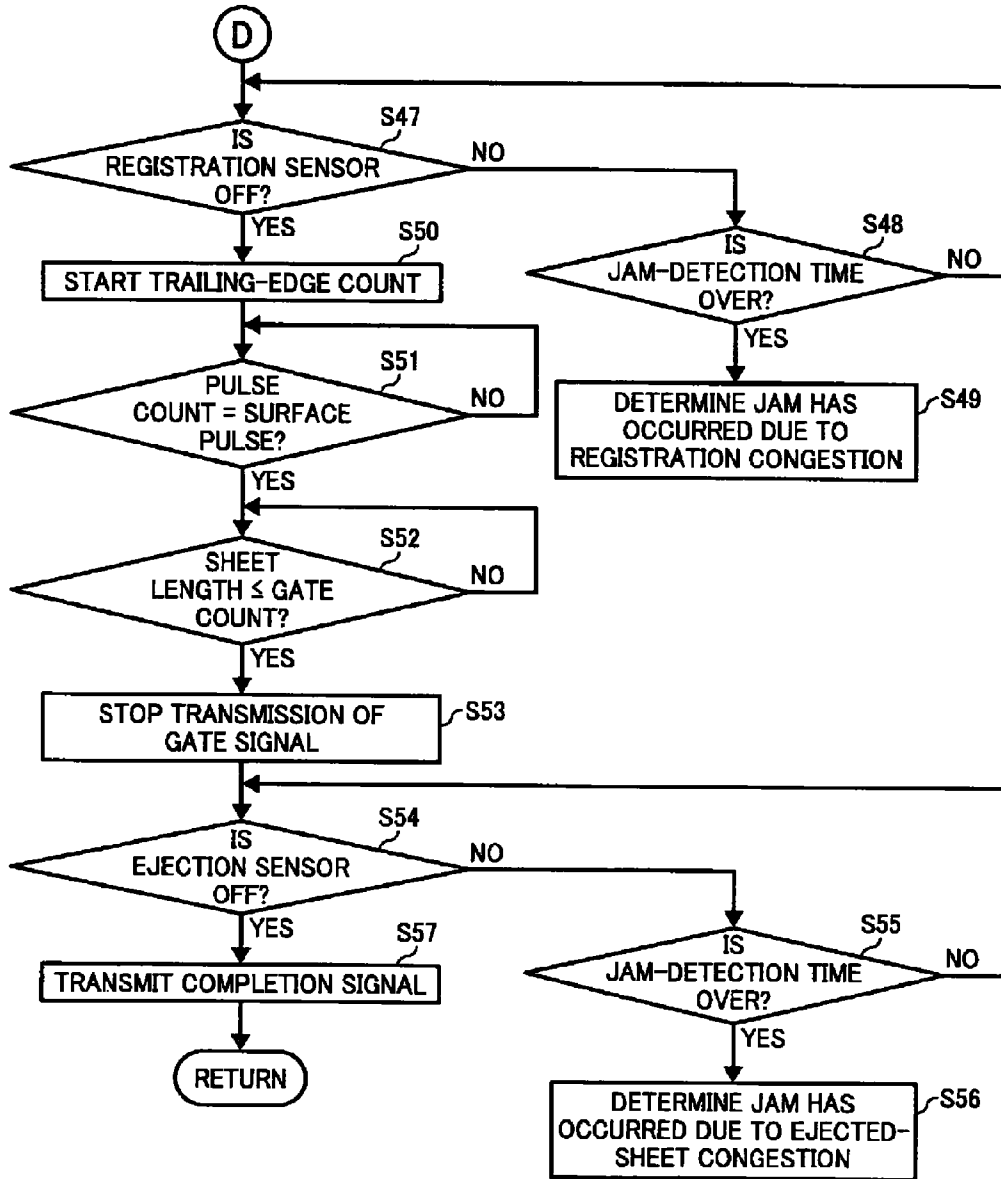 D
S47
IS
REGISTRATION SENSOR
OFF?
NO
YES
S48
IS
JAM-DETECTION TIME
OVER?
NO
YES
S49
DETERMINE JAM HAS
OCCURRED DUE TO
REGISTRATION CONGESTION
S50
START TRAILING-EDGE COUNT
S51
PULSE
COUNT = SURFACE
PULSE?
NO
YES
S52
SHEET
LENGTH ≤ GATE
COUNT?
NO
YES
STOP TRANSMISSION OF
GATE SIGNAL
S53
S54
IS
EJECTION SENSOR
OFF?
NO
YES
S55
IS
JAM-DETECTION TIME
OVER?
NO
YES
S56
DETERMINE JAM HAS
OCCURRED DUE TO EJECTED-
SHEET CONGESTION
S57
TRANSMIT COMPLETION SIGNAL
RETURN